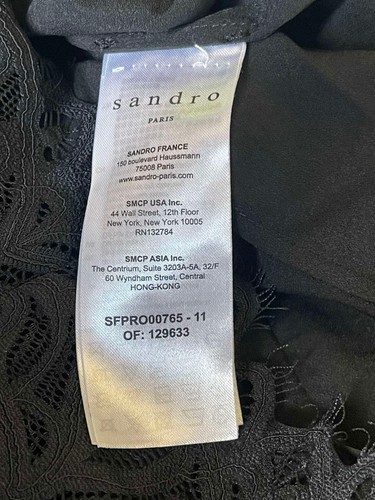 sandro
PARIS
SANDRO FRANCE
150 boulevard Haussmann
75008 Paris
www.sandro-paris.com
SMCP USA Inc.
44 Wall Street, 12th Floor
New York, New York 10005
RN132784
SMCP ASIA Inc.
The Centrium, Suite 3203A-5A, 32/F
60 Wyndham Street, Central
HONG-KONG
SFPRO00765 - 11
OF: 129633